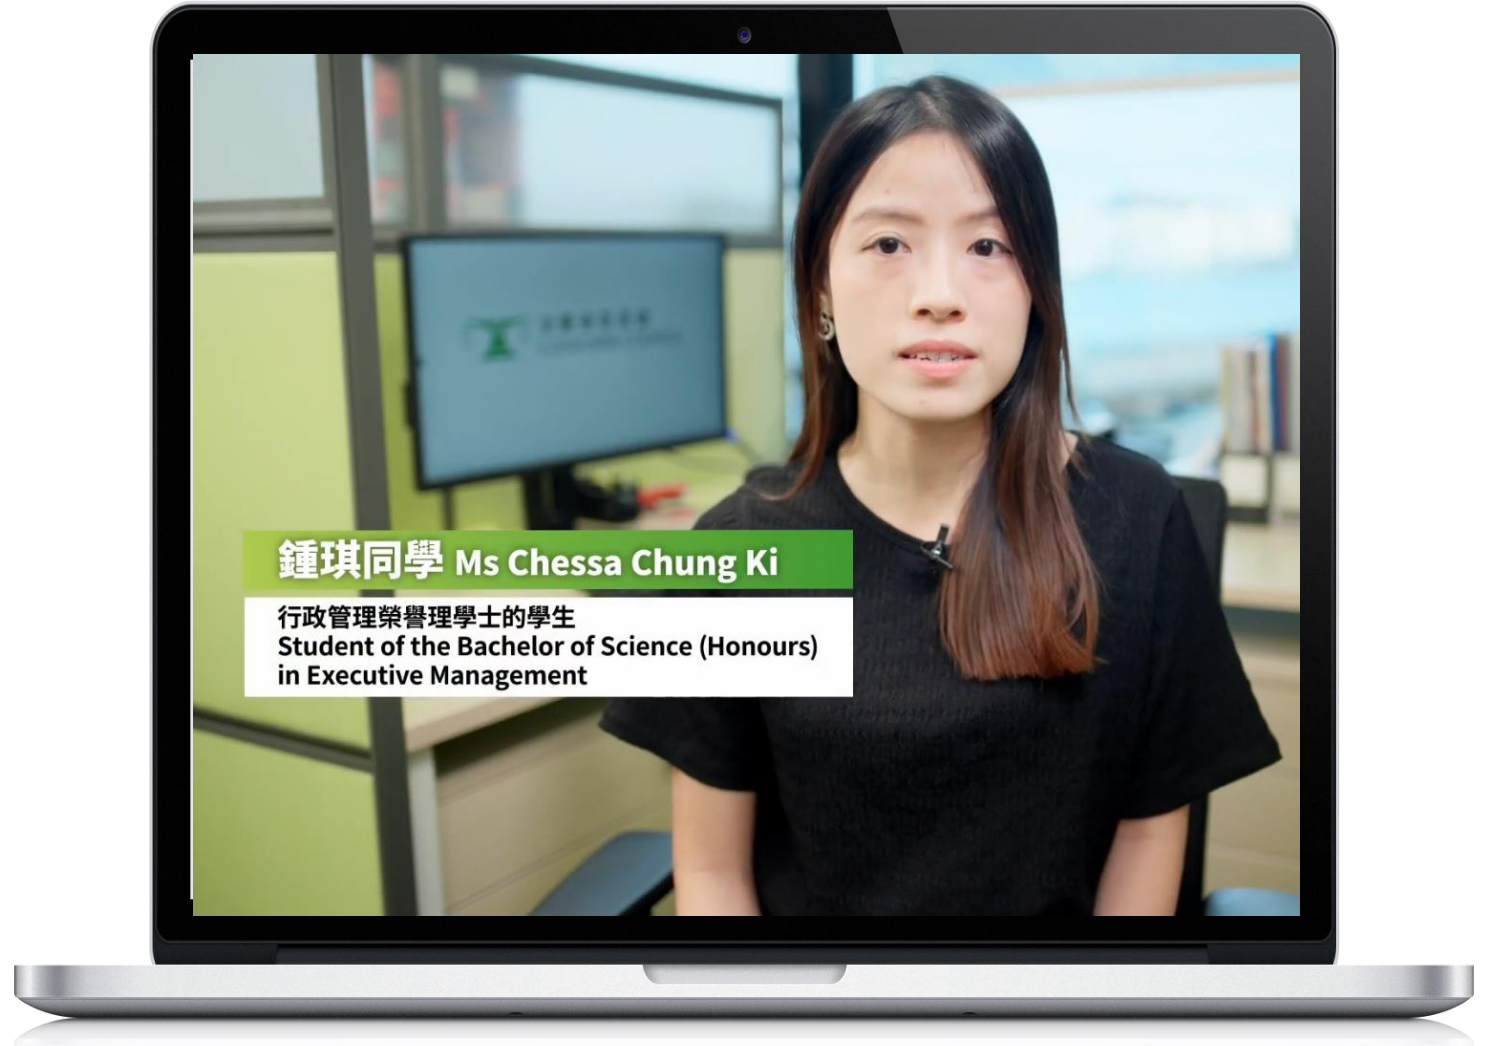 鍾琪同學 Ms Chessa Chung Ki
行政管理榮譽理學士的學生
Student of the Bachelor of Science (Honours)
in Executive Management